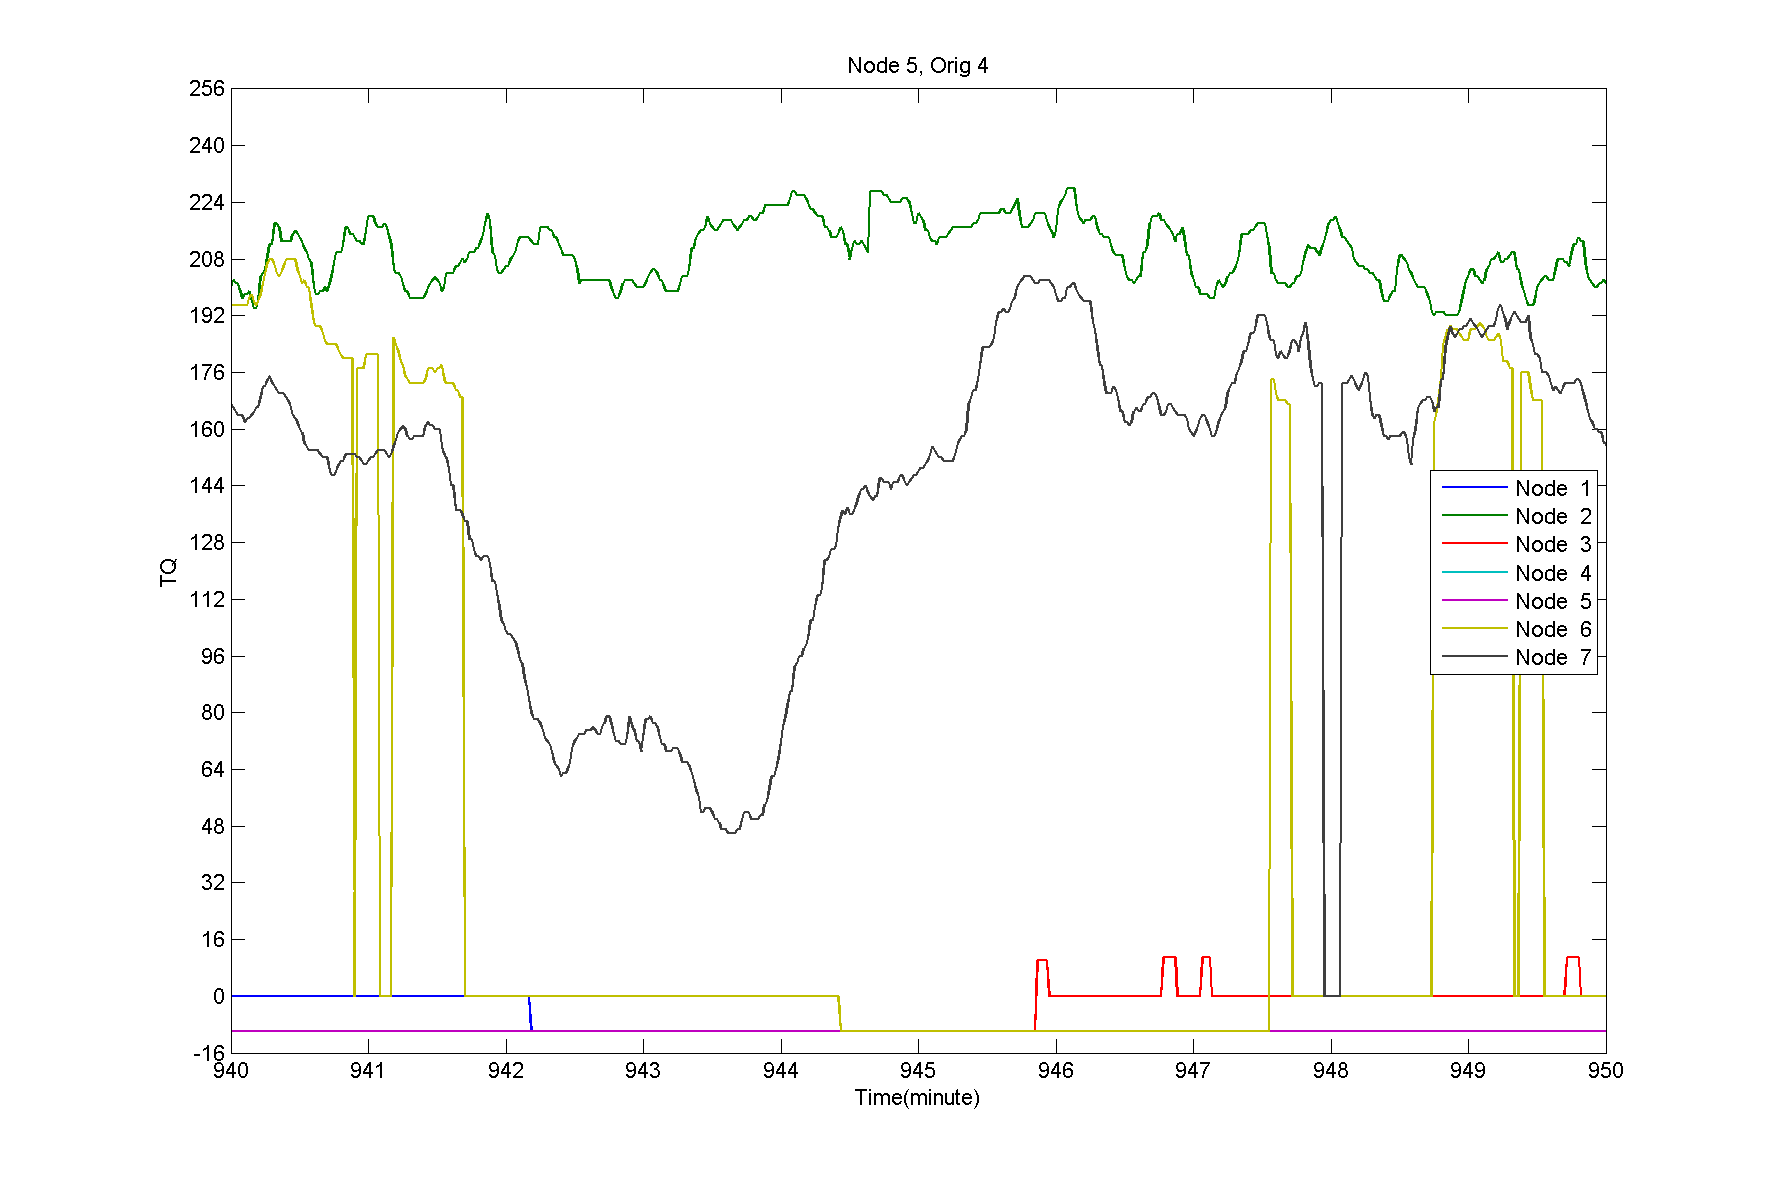 Node 5, Orig 4
256
240
224
208
192
176
160
144
128
112
96
80
64
48
32
16
0
-16
TQ
Node 1
Node 2
Node 3
Node 4
Node 5
Node 6
Node 7
940 941 942 943 944 945 946 947 948 949 950
Time(minute)